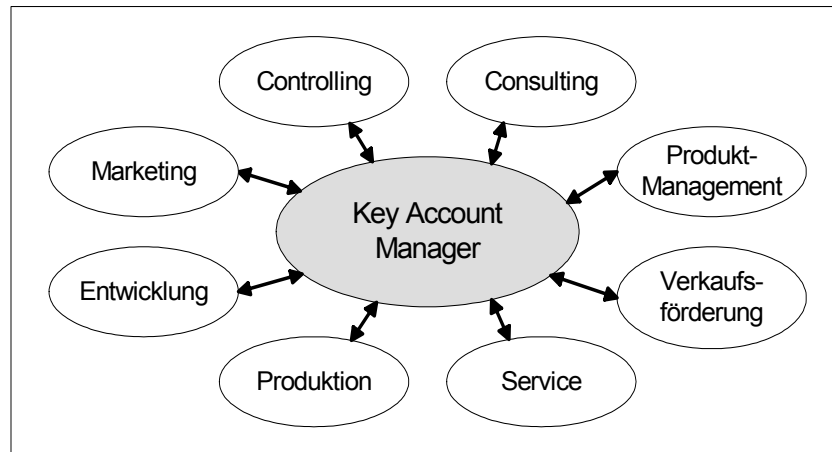 Controlling
Consulting
Marketing
Produkt-
Management
Key Account
Manager
Entwicklung
Verkaufs-
förderung
Produktion
Service